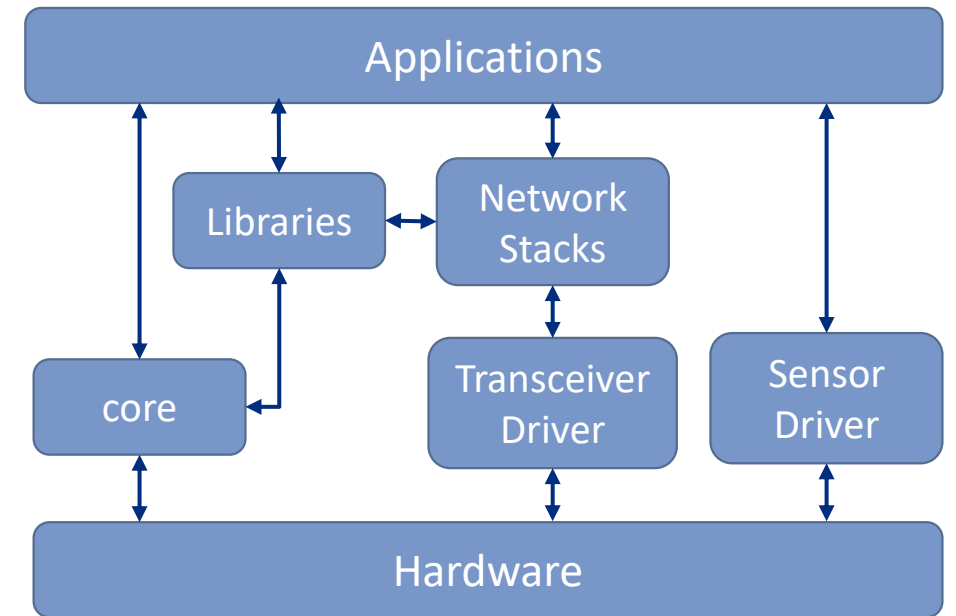 Applications
Libraries
Network
Stacks
core
Transceiver
Driver
Sensor
Driver
Hardware